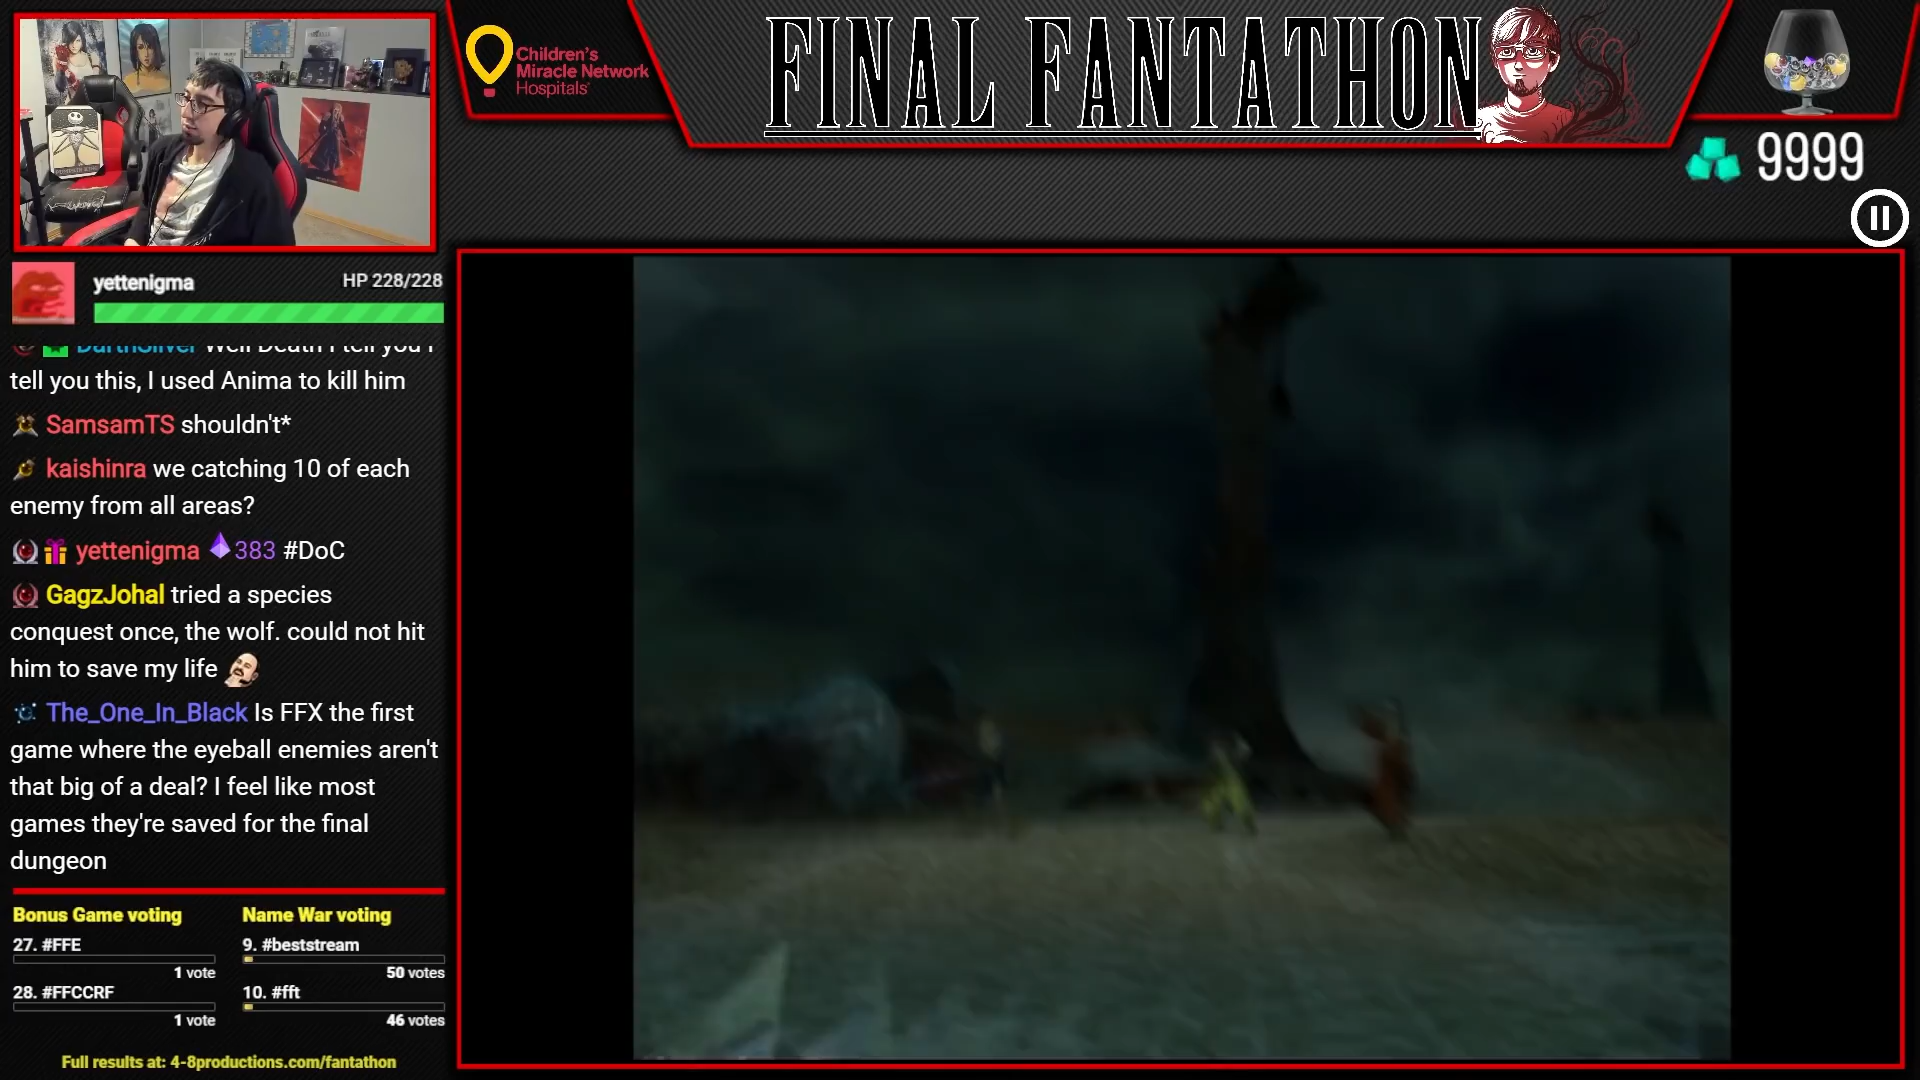 Children's
Miracle Network
Hospitals
FINAL FANTATHON
9999
yettenigma
HP 228/228
DarthSilver Well Death I tell you I
tell you this, I used Anima to kill him
SamsamTS shouldn't*
kaishinra we catching 10 of each
enemy from all areas?
yettenigma 383 #DoC
GagzJohal tried a species
conquest once, the wolf. could not hit
him to save my life
The_One_In_Black Is FFX the first
game where the eyeball enemies aren't
that big of a deal? I feel like most
games they're saved for the final
dungeon
Bonus Game voting
27. #FFE
1 vote
28. #FFCCRF
1 vote
Name War voting
9. #beststream
50 votes
10. #fft
46 votes
Full results at: 4-8productions.com/fantathon